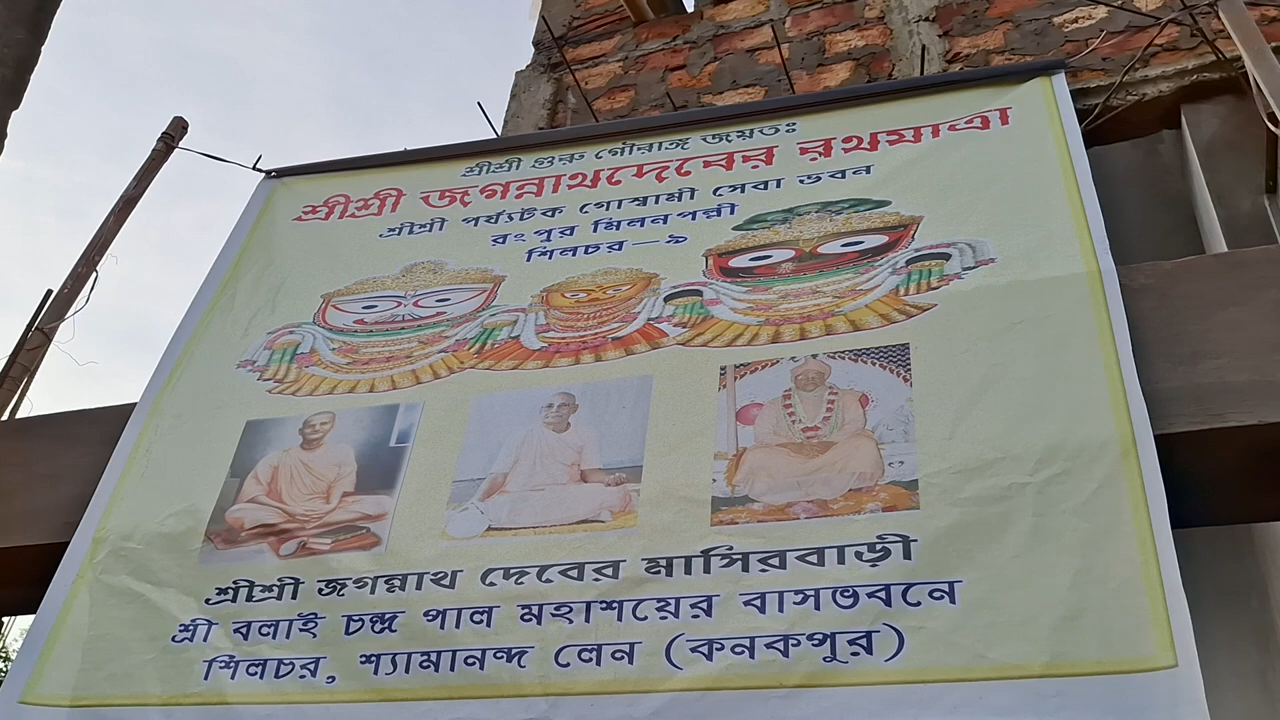 শ্রীশ্রী গুরু গৌরাঙ্গ জয়তঃ
শ্রীশ্রী জগন্নাথদেবের রথযাত্রা
শ্রীশ্রী পর্য্যটক গোস্বামী সেবা ভবন
রংপুর মিলনপল্লী
শিলচর-৯
শ্রীশ্রী জগন্নাথ দেবের মাসিরবাড়ী
শ্রী বলাই চন্দ্র পাল মহাশয়ের বাসভবনে
শিলচর, শ্যামানন্দ লেন (কনকপুর)